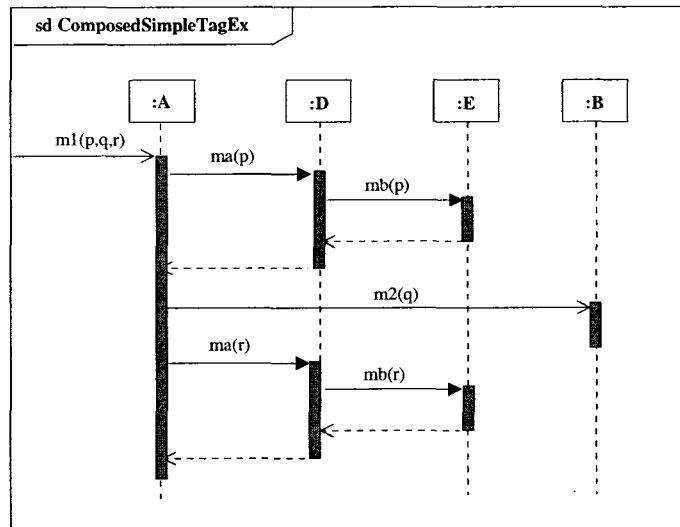 sd ComposedSimpleTagEx
:A
:D
:E
:B
m1(p,q,r)
ma(p)
mb(p)
m2(q)
ma(r)
mb(r)